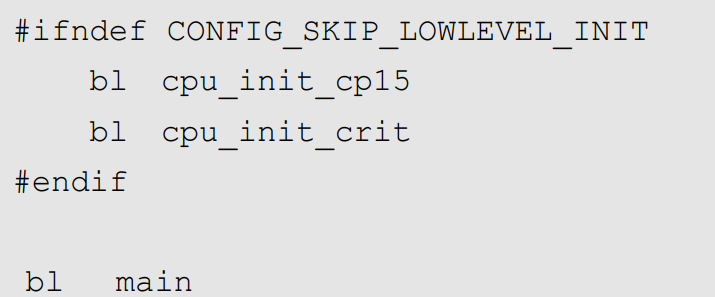 #ifndef CONFIG_SKIP_LOWLEVEL_INIT
bl cpu_init_cp15
bl cpu_init_crit
#endif
bl main